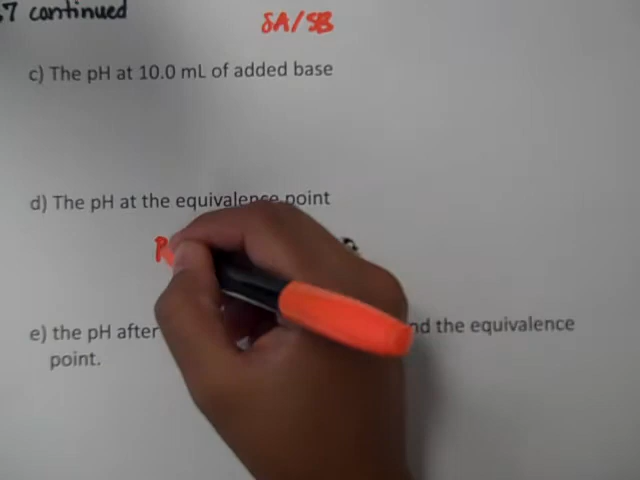 .7 continued
SA/SB
c) The pH at 10.0 mL of added base
d) The pH at the equivalence point
e) the pH after nd the equivalence
point.